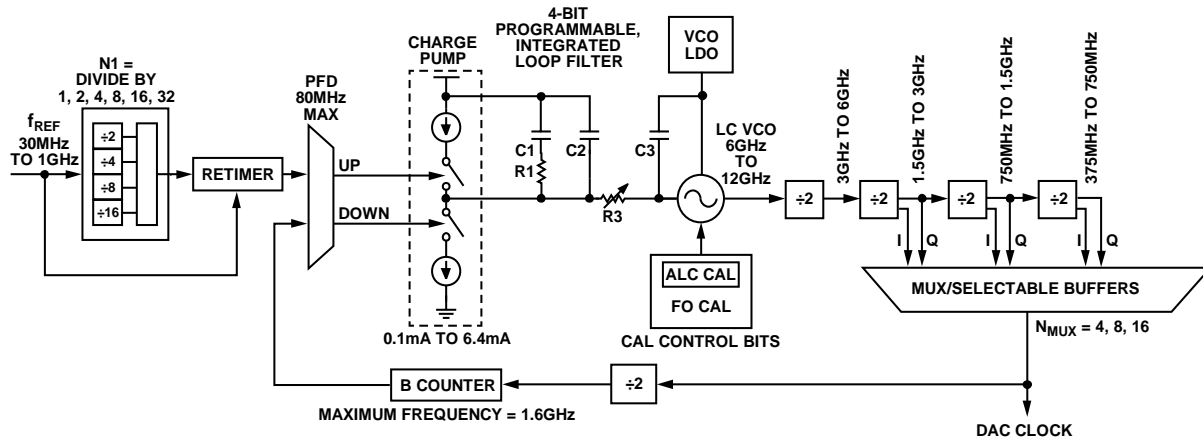 N1 =
DIVIDE BY
1, 2, 4, 8, 16, 32
fREF
30MHz
TO 1GHz
÷2
÷4
÷8
÷16
RETIMER
PFD
80MHz
MAX
UP
DOWN
CHARGE
PUMP
0.1mA TO 6.4mA
4-BIT
PROGRAMMABLE,
INTEGRATED
LOOP FILTER
C1
R1
C2
C3
R3
VCO
LDO
LC VCO
6GHz
TO
12GHz
ALC CAL
FO CAL
CAL CONTROL BITS
÷2
3GHz TO 6GHz
÷2
1.5GHz TO 3GHz
÷2
750MHz TO 1.5GHz
÷2
375MHz TO 750MHz
I Q
I Q
I Q
MUX/SELECTABLE BUFFERS
NMUX = 4, 8, 16
B COUNTER
÷2
MAXIMUM FREQUENCY = 1.6GHz
DAC CLOCK